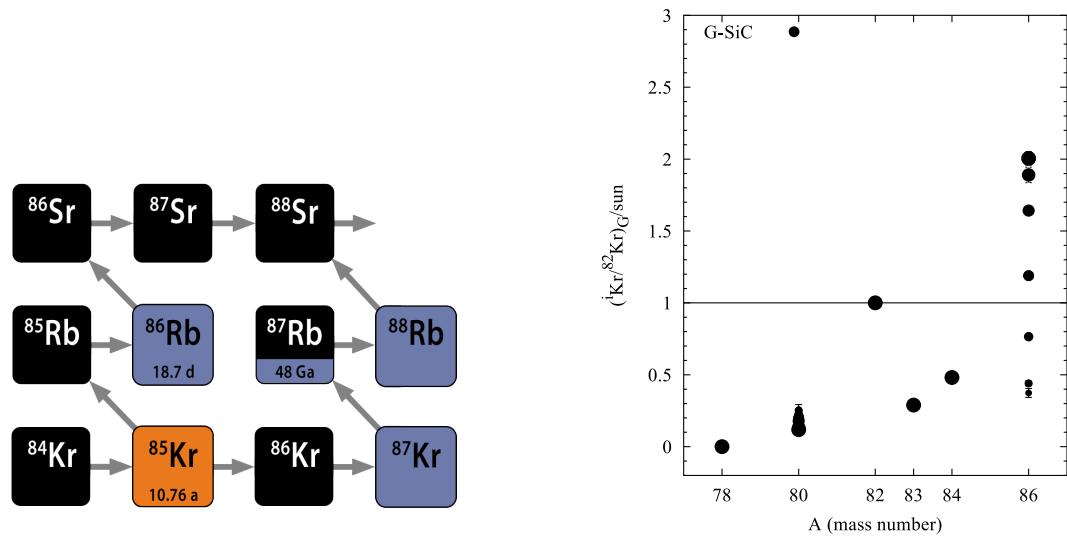 ⁸⁶Sr ⁸⁷Sr ⁸⁸Sr
⁸⁵Rb ⁸⁶Rb ⁸⁷Rb ⁸⁸Rb
18.7 d 48 Ga
⁸⁴Kr ⁸⁵Kr ⁸⁶Kr ⁸⁷Kr
10.76 a
G-SiC
3
2.5
2
1.5
1
0.5
0
(ⁱKr/⁸²Kr)G/sun
78 80 82 83 84 86
A (mass number)